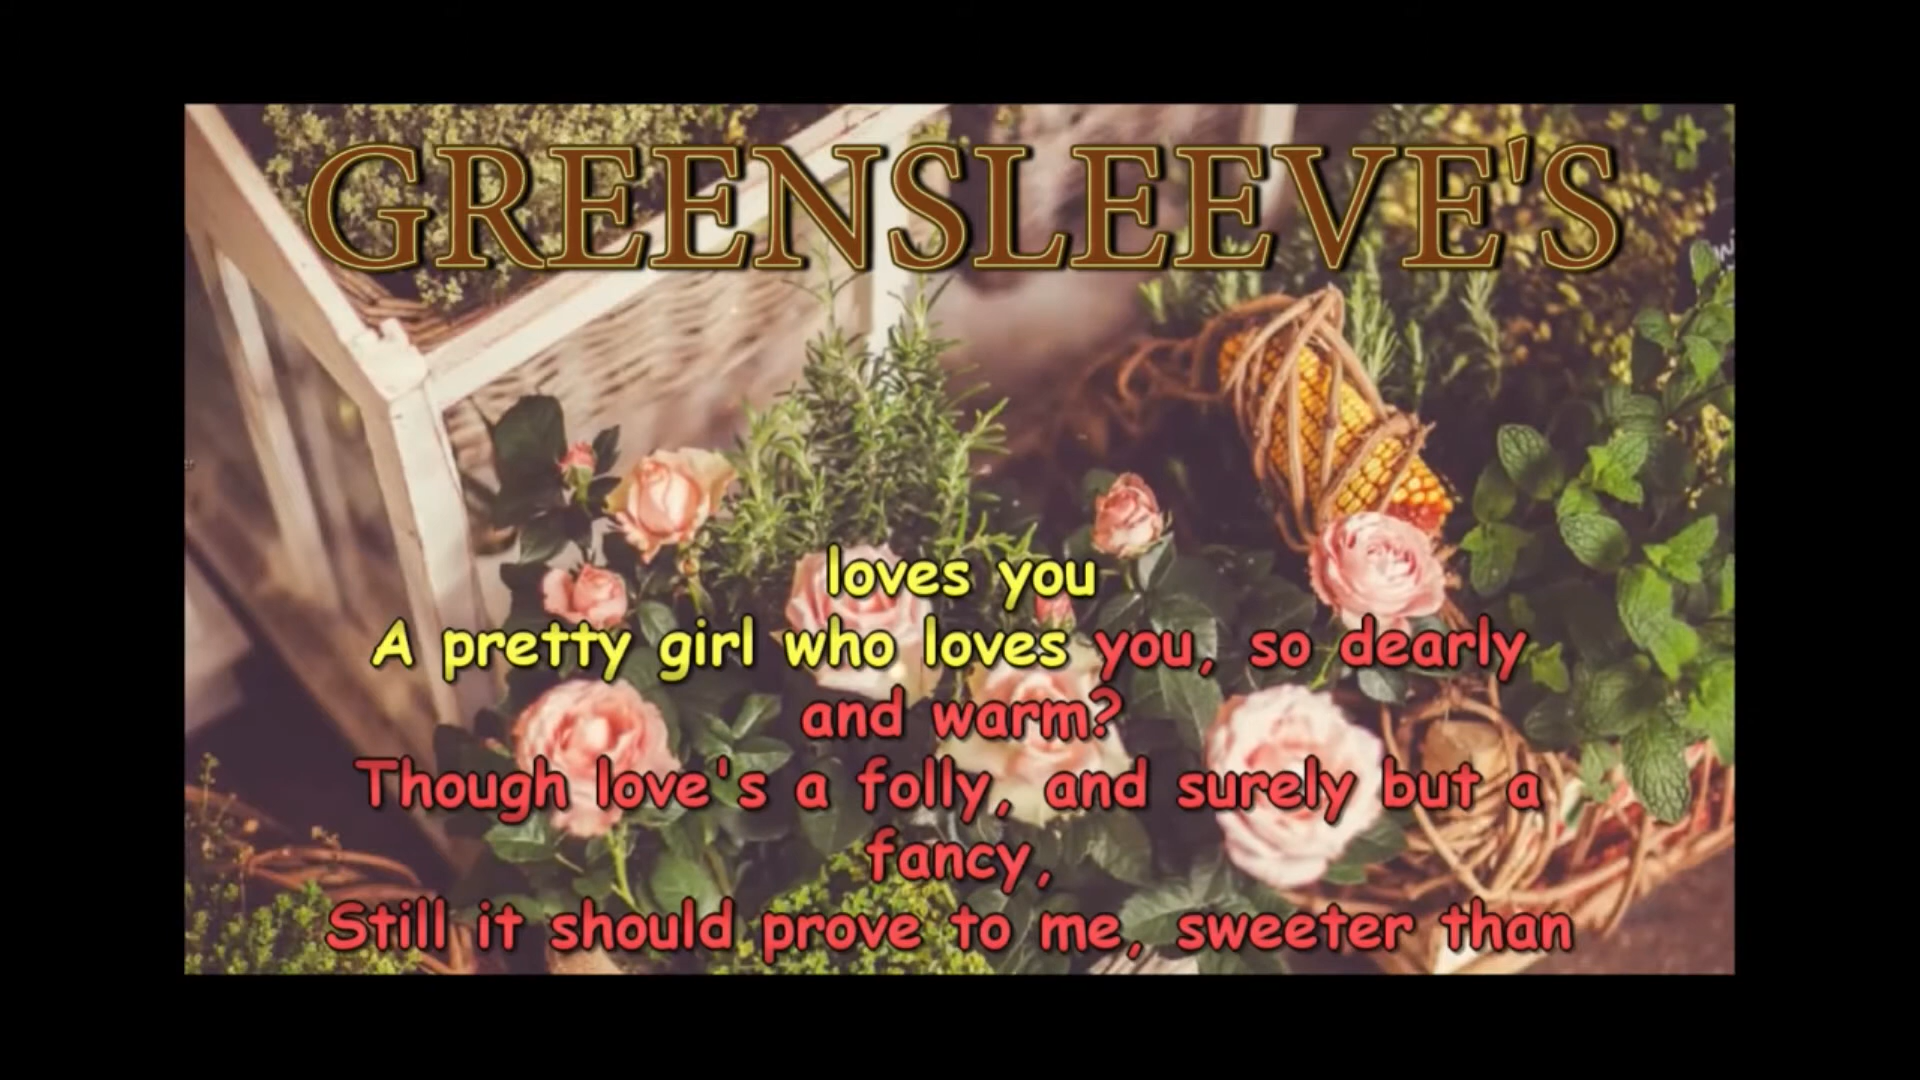 GREENSLEEVE'S
loves you
A pretty girl who loves you, so dearly
and warm?
Though love's a folly, and surely but a
fancy,
Still it should prove to me, sweeter than